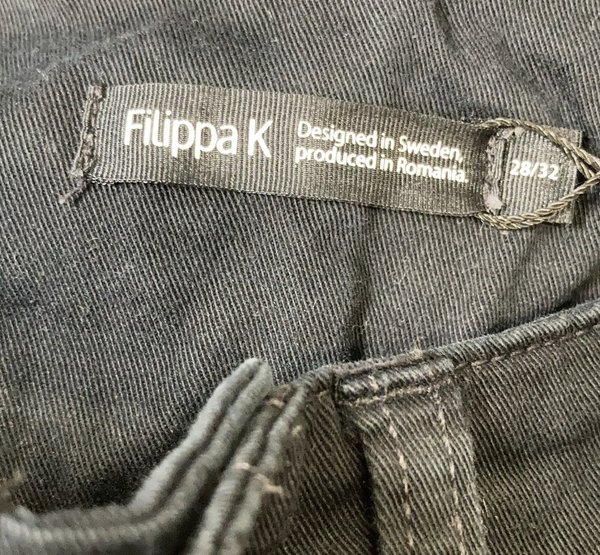 Filippa K
Designed in Sweden,
produced in Romania.
28/32